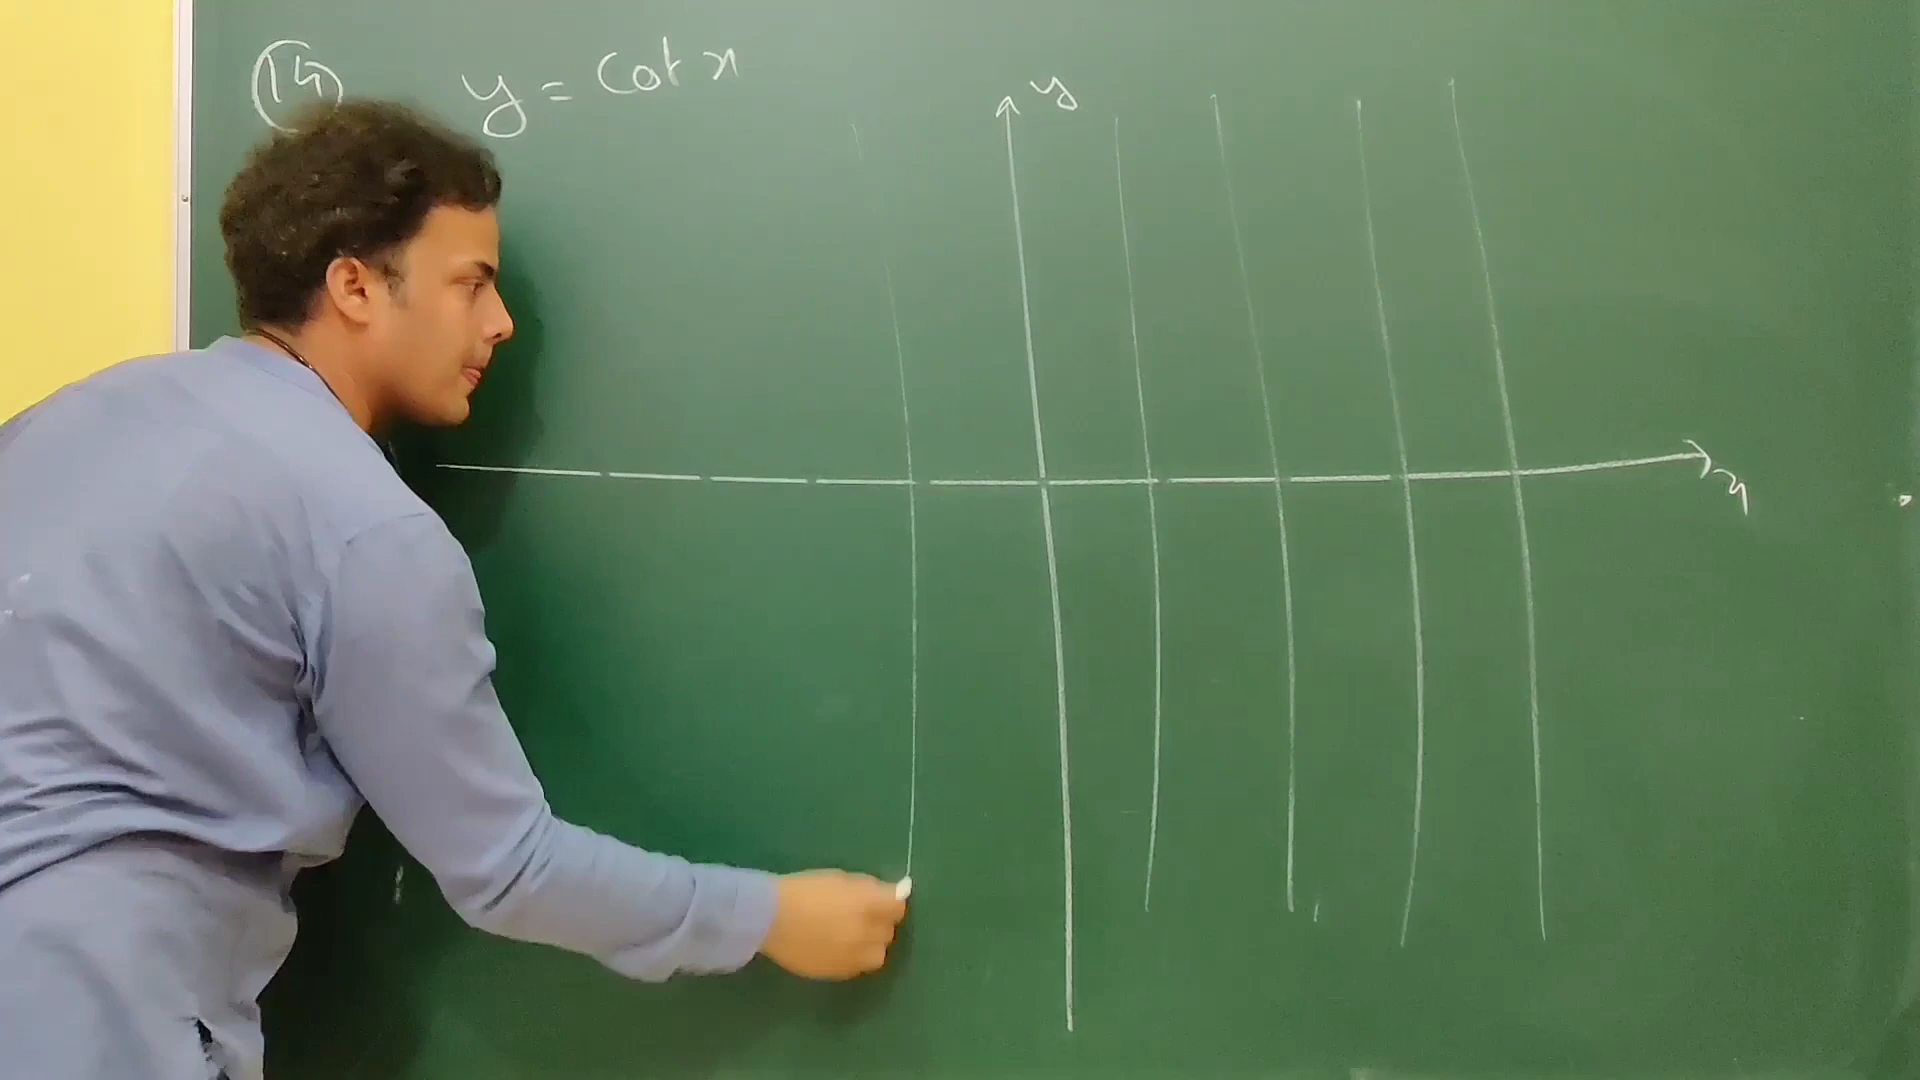 14 y = cot x
y
x